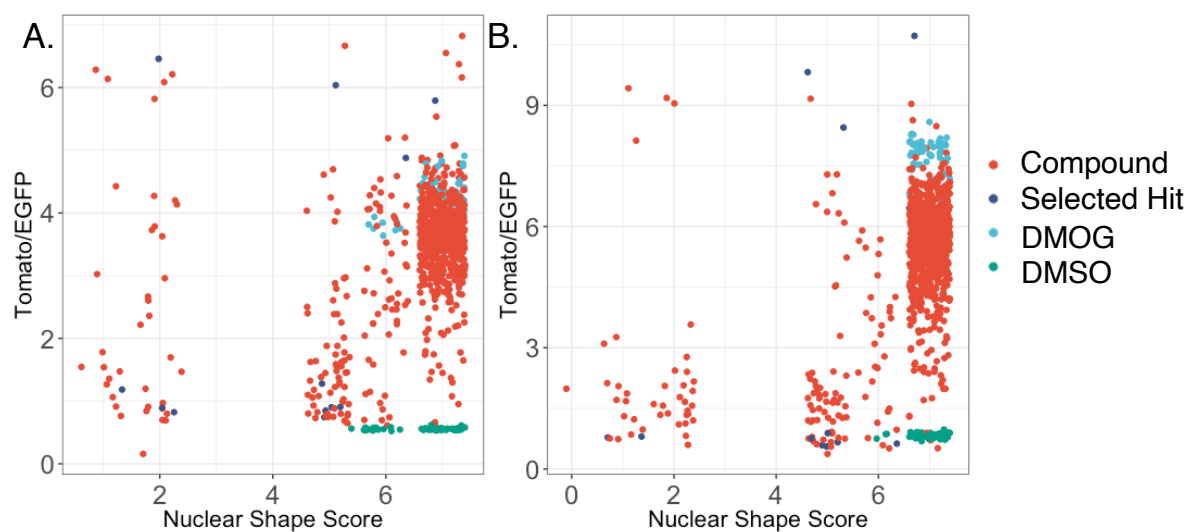 A.
B.
6
4
2
0
Tomato/EGFP
2
4
6
Nuclear Shape Score
9
6
3
0
Tomato/EGFP
0
2
4
6
Nuclear Shape Score
Compound
Selected Hit
DMOG
DMSO